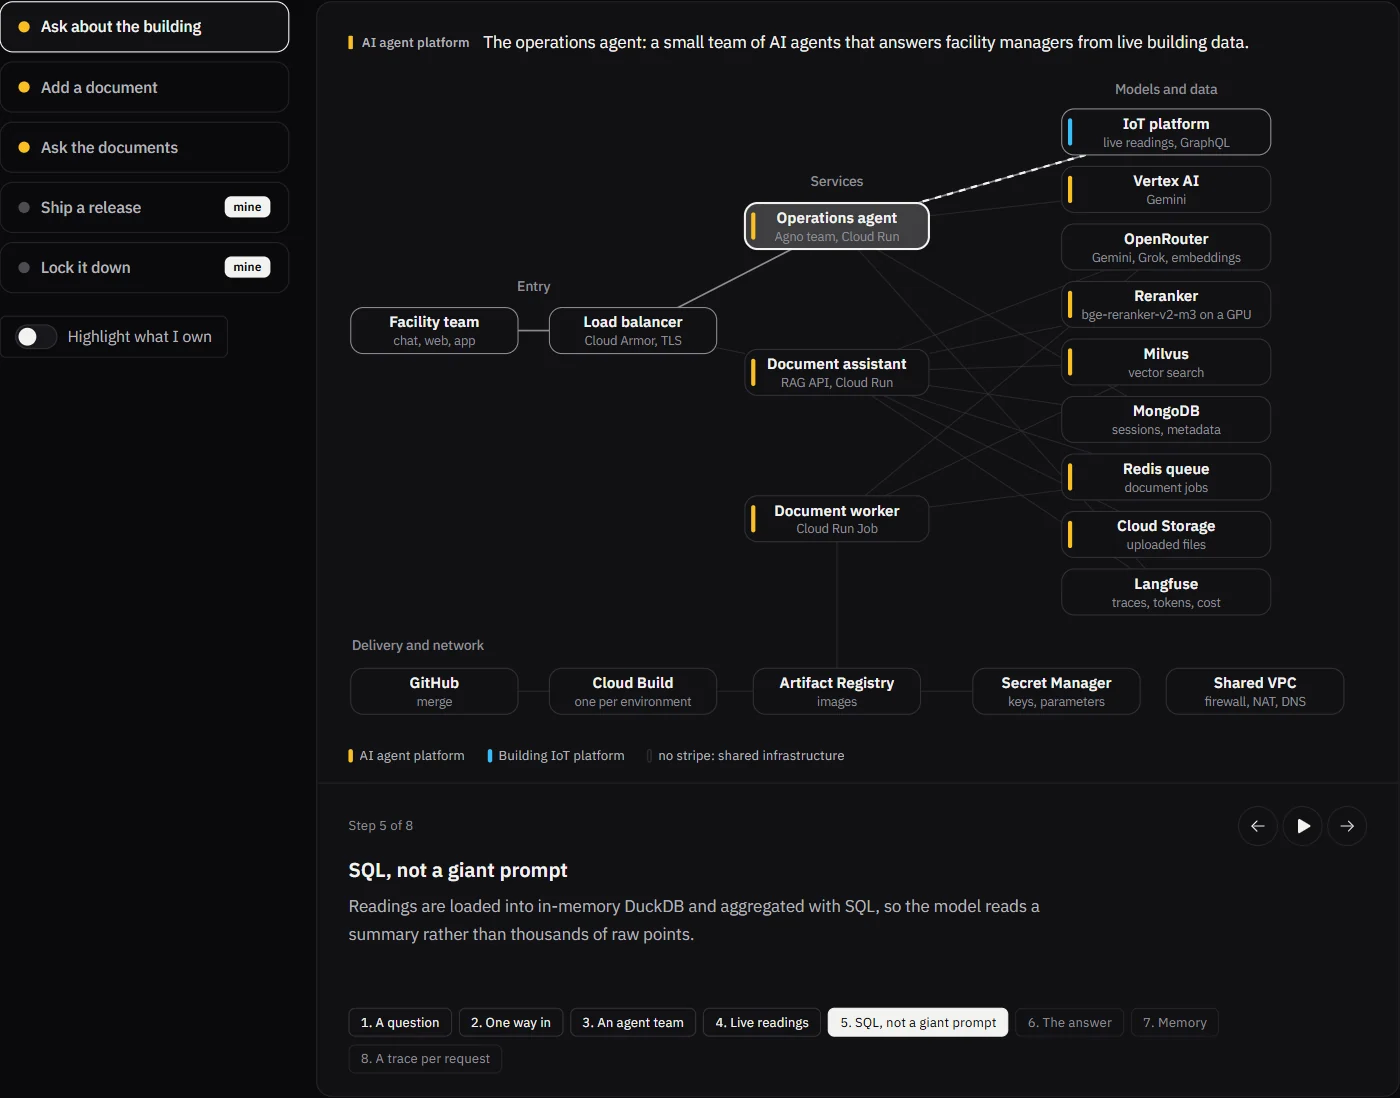 Ask about the building
Add a document
Ask the documents
Ship a release
mine
Lock it down
mine
Highlight what I own
AI agent platform
The operations agent: a small team of AI agents that answers facility managers from live building data.
Models and data
IoT platform
live readings, GraphQL
Vertex AI
Gemini
OpenRouter
Gemini, Grok, embeddings
Reranker
bge-reranker-v2-m3 on a GPU
Milvus
vector search
MongoDB
sessions, metadata
Redis queue
document jobs
Cloud Storage
uploaded files
Langfuse
traces, tokens, cost
Services
Operations agent
Agno team, Cloud Run
Document assistant
RAG API, Cloud Run
Document worker
Cloud Run Job
Entry
Facility team
chat, web, app
Load balancer
Cloud Armor, TLS
Delivery and network
GitHub
merge
Cloud Build
one per environment
Artifact Registry
images
Secret Manager
keys, parameters
Shared VPC
firewall, NAT, DNS
AI agent platform
Building IoT platform
no stripe: shared infrastructure
Step 5 of 8
SQL, not a giant prompt
Readings are loaded into in-memory DuckDB and aggregated with SQL, so the model reads a
summary rather than thousands of raw points.
1. A question
2. One way in
3. An agent team
4. Live readings
5. SQL, not a giant prompt
6. The answer
7. Memory
8. A trace per request